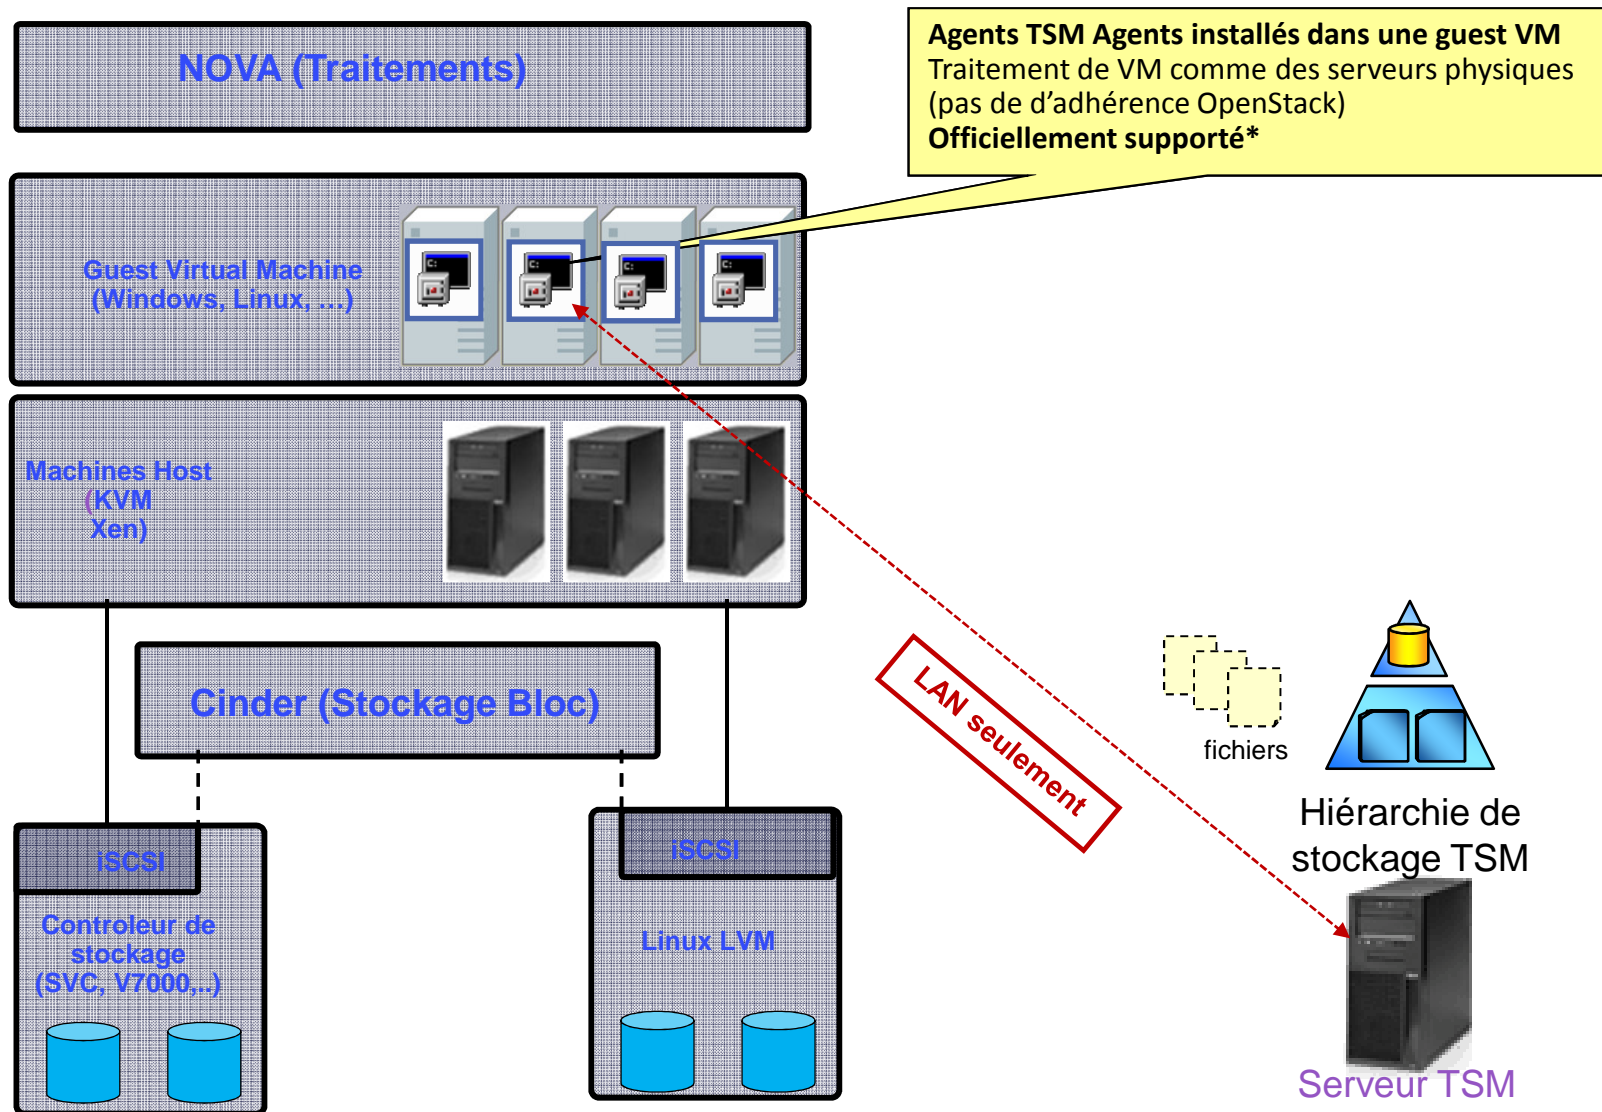 NOVA (Traitements)
Agents TSM Agents installés dans une guest VM
Traitement de VM comme des serveurs physiques
(pas de d'adhérence OpenStack)
Officiellement supporté*
Guest Virtual Machine
(Windows, Linux, …)
C:
C:
C:
C:
Machines Host
(KVM
Xen)
Cinder (Stockage Bloc)
LAN seulement
fichiers
Hiérarchie de
stockage TSM
iSCSI
iSCSI
Controleur de
stockage
(SVC, V7000,..)
Linux LVM
Serveur TSM